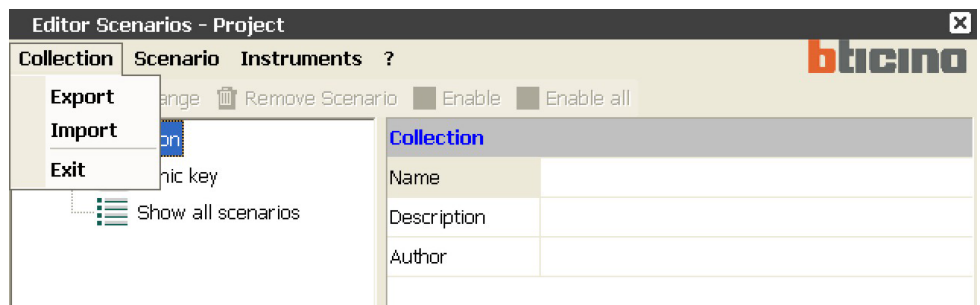 Editor Scenarios - Project
Collection Scenario Instruments ?
bticino
Export
Import
Exit
ange Remove Scenario Enable Enable all
on
nic key
Show all scenarios
Collection
Name
Description
Author